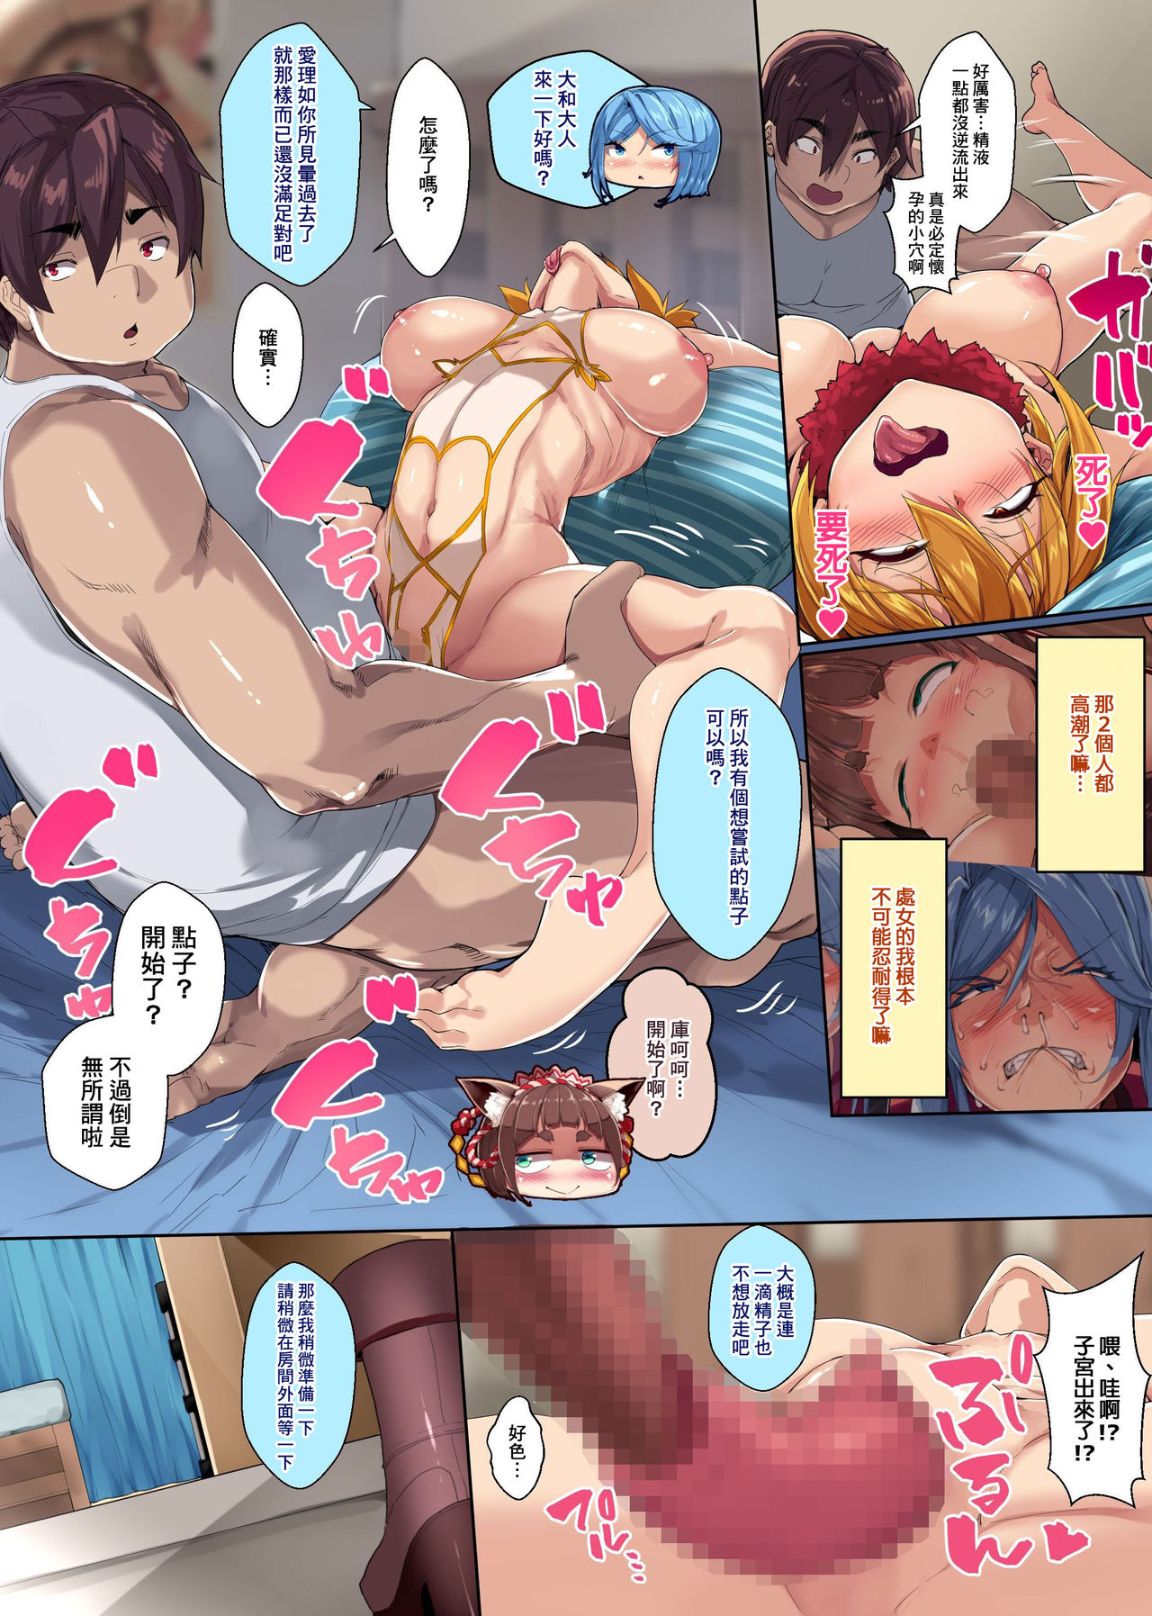 好厲害…精液
一點都沒逆流出來
真是必定懷
孕的小穴啊
ガバッ
死了♥
要死了♥
那2個人都
高潮了嘛…
處女的我根本
不可能忍耐得了嘛
大和大人
來一下好嗎？
怎麼了嗎？
愛理如你所見暈過去了
就那樣而已還沒滿足對吧
確實…
ぐちゅ
所以我有個想嘗試的點子
可以嗎？
ぐちゅ
ぐちゅ
點子？
開始了？
不過倒是
無所謂啦
庫呵呵…
開始了啊？
ぐちゅ
喂、哇啊!?
子宮出來了!?
ぷるん
大概是連
一滴精子也
不想放走吧
プルッ
好色…
那麼我稍微準備一下
請稍微在房間外面等一下